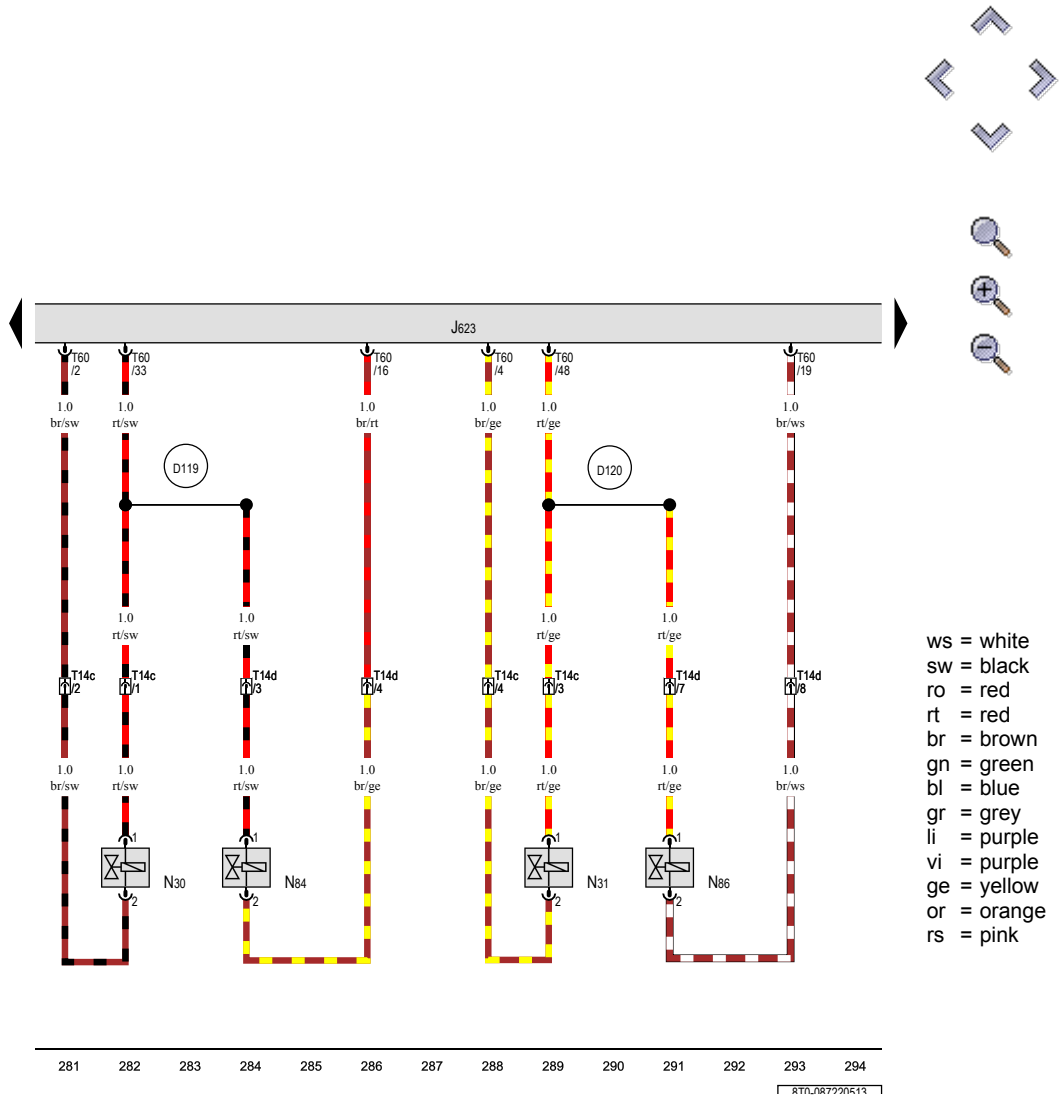 J623
T60 T60 T60 T60 T60 T60
/2 /33 /16 /4 /48 /19
1.0 1.0 1.0 1.0 1.0 1.0
br/sw rt/sw br/rt br/ge rt/ge br/ws
D119 D120
1.0 1.0 1.0 1.0
rt/sw rt/sw rt/ge rt/ge
T14c T14c T14d T14d T14c T14c T14d T14d
/2 /1 /3 /4 /4 /3 /7 /8
1.0 1.0 1.0 1.0 1.0 1.0 1.0 1.0
br/sw rt/sw rt/sw br/ge br/ge rt/ge rt/ge br/ws
1 1 1 1
N30 N84 N31 N86
2 2 2 2
281 282 283 284 285 286 287 288 289 290 291 292 293 294
8T0-087220513
ws = white
sw = black
ro = red
rt = red
br = brown
gn = green
bl = blue
gr = grey
li = purple
vi = purple
ge = yellow
or = orange
rs = pink